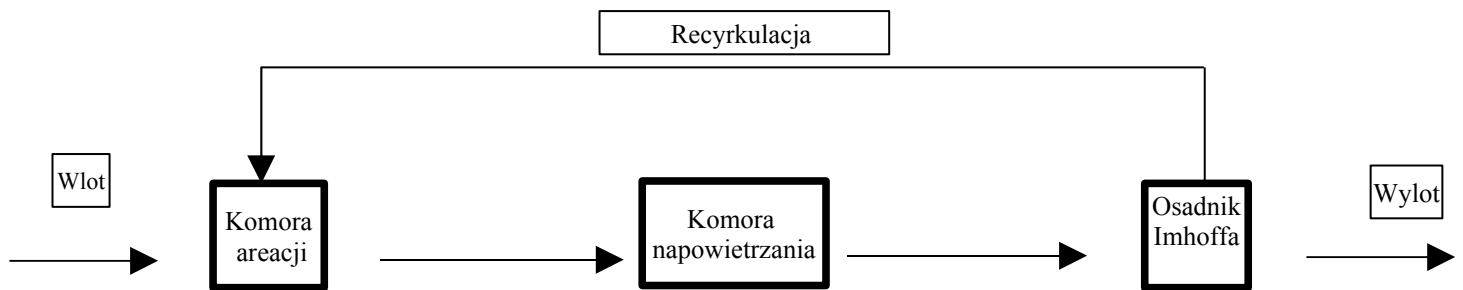 Recyrkulacja
Wlot
Komora
areacji
Komora
napowietrzania
Osadnik
Imhoffa
Wylot